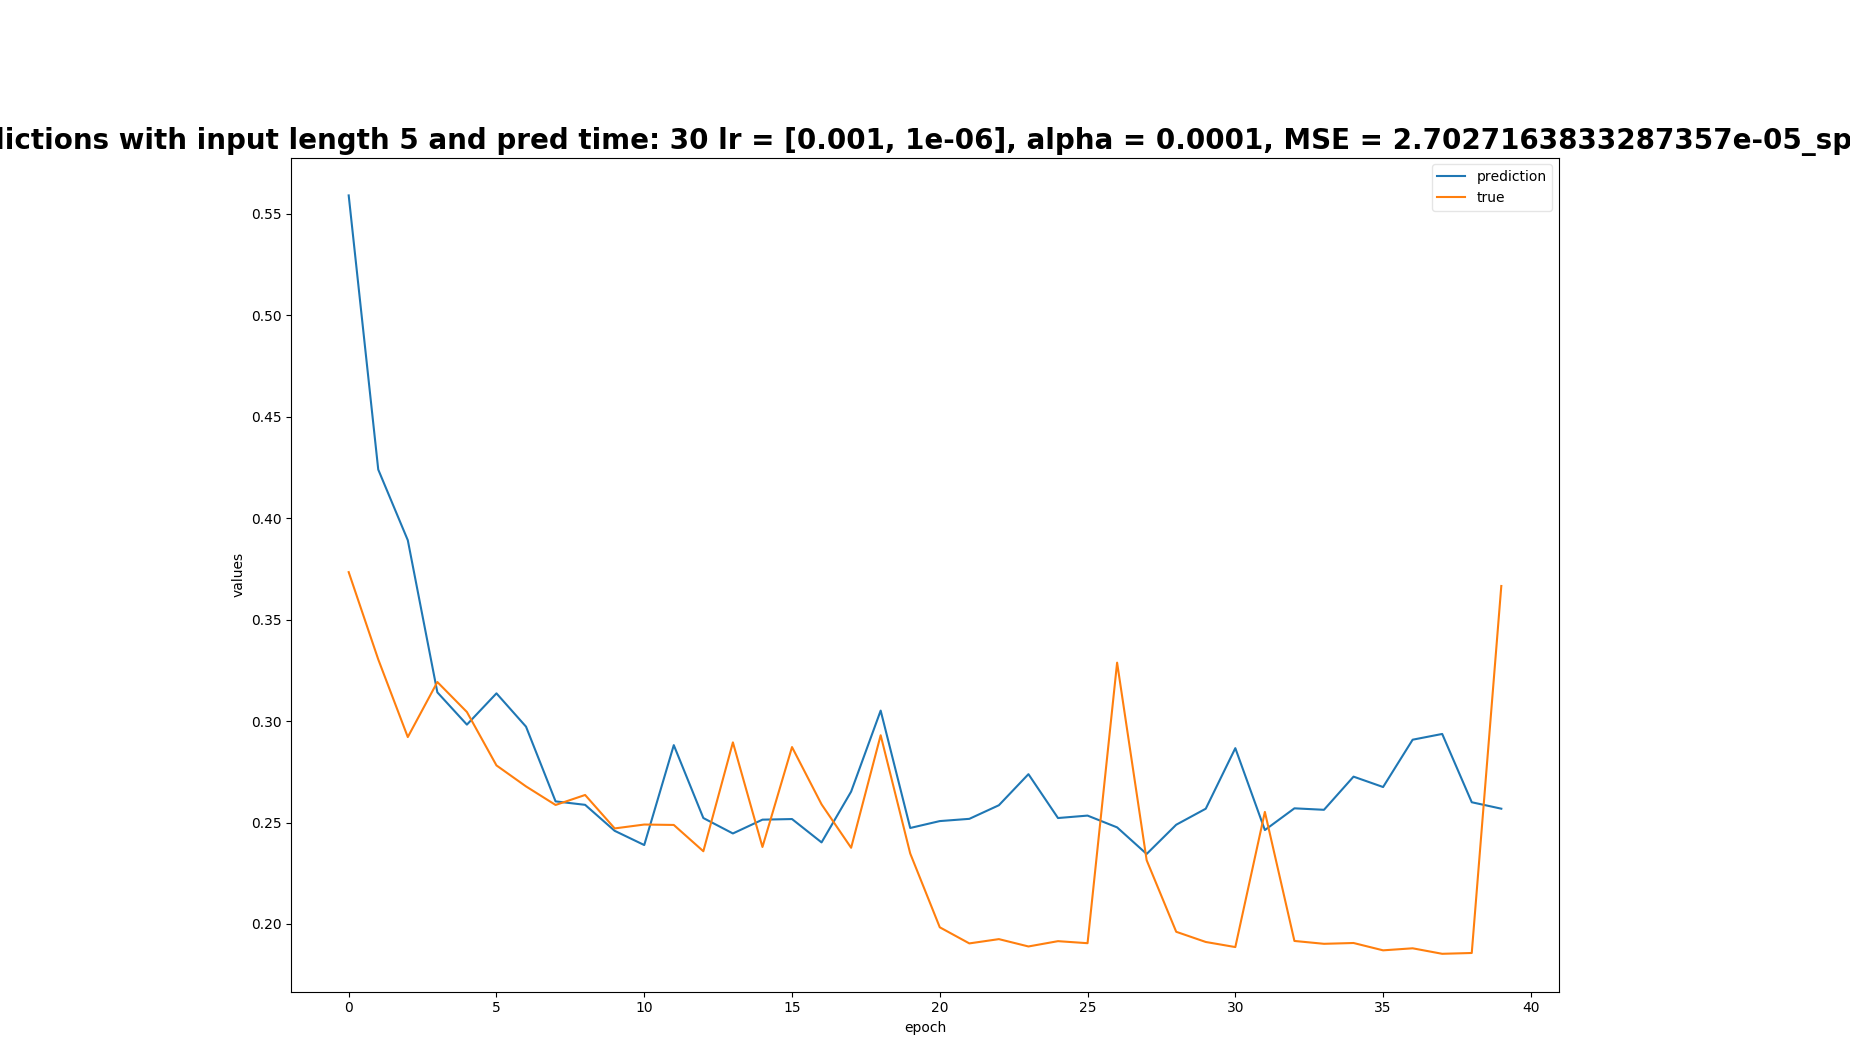 with input length 5 and pred time: 30 lr = [0.001, 1e-06], alpha = 0.0001, MSE = 2.7027163833287357e-05_sp
prediction
true
0.55
0.50
0.45
0.40
0.35
0.30
0.25
0.20
values
0 5 10 15 20 25 30 35 40
epoch